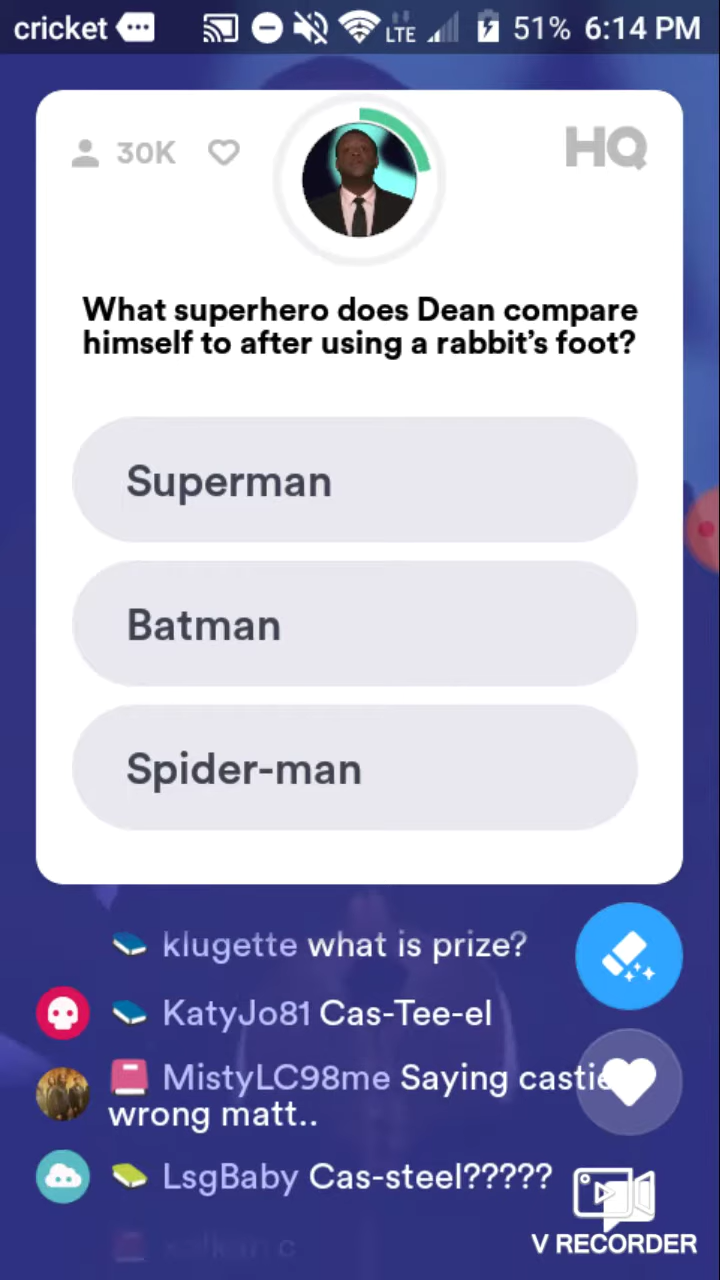 cricket LTE 51% 6:14 PM
30K HQ
What superhero does Dean compare
himself to after using a rabbit's foot?
Superman
Batman
Spider-man
klugette what is prize?
KatyJo81 Cas-Tee-el
MistyLC98me Saying castie
wrong matt..
LsgBaby Cas-steel?????
V RECORDER